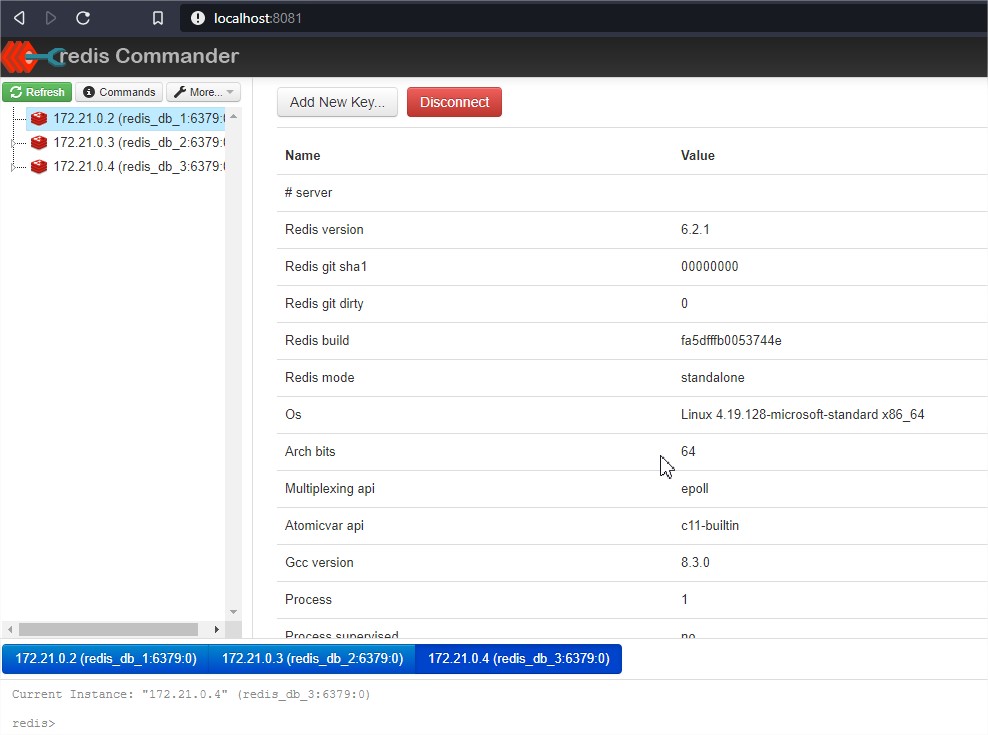 localhost:8081
redis Commander
Refresh Commands More...
172.21.0.2 (redis_db_1:6379:
172.21.0.3 (redis_db_2:6379:
172.21.0.4 (redis_db_3:6379:
Add New Key... Disconnect
Name Value
# server
Redis version 6.2.1
Redis git sha1 00000000
Redis git dirty 0
Redis build fa5dfffb0053744e
Redis mode standalone
Os Linux 4.19.128-microsoft-standard x86_64
Arch bits 64
Multiplexing api epoll
Atomicvar api c11-builtin
Gcc version 8.3.0
Process 1
Process supervised no
172.21.0.2 (redis_db_1:6379:0) 172.21.0.3 (redis_db_2:6379:0) 172.21.0.4 (redis_db_3:6379:0)
Current Instance: "172.21.0.4" (redis_db_3:6379:0)
redis>